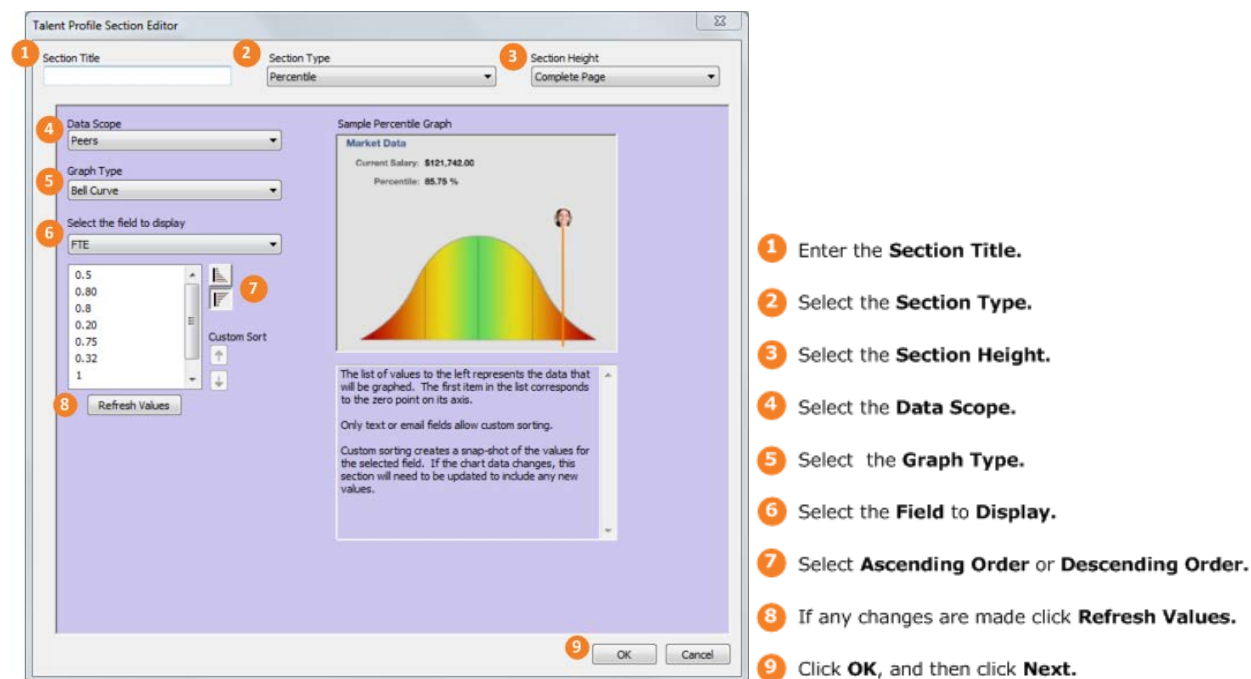 Talent Profile Section Editor
1 Section Title
2 Section Type
3 Section Height
Percentile
Complete Page
4 Data Scope
Peers
5 Graph Type
Bell Curve
6 Select the field to display
FTE
0.5
0.80
0.8
0.20
0.75
0.32
1
7
Custom Sort
8 Refresh Values
Sample Percentile Graph
Market Data
Current Salary: $121,742.00
Percentile: 85.75 %
The list of values to the left represents the data that
will be graphed. The first item in the list corresponds
to the zero point on its axis.
Only text or email fields allow custom sorting.
Custom sorting creates a snap-shot of the values for
the selected field. If the chart data changes, this
section will need to be updated to include any new
values.
9 OK Cancel
1 Enter the Section Title.
2 Select the Section Type.
3 Select the Section Height.
4 Select the Data Scope.
5 Select the Graph Type.
6 Select the Field to Display.
7 Select Ascending Order or Descending Order.
8 If any changes are made click Refresh Values.
9 Click OK, and then click Next.